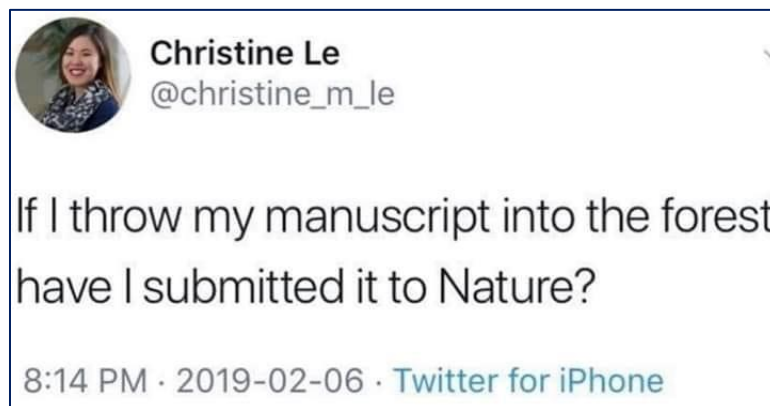 Christine Le
@christine_m_le
If I throw my manuscript into the forest
have I submitted it to Nature?
8:14 PM · 2019-02-06 · Twitter for iPhone